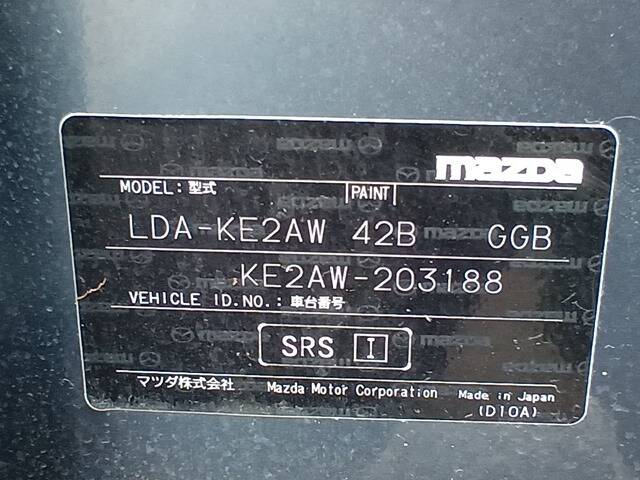 mazda
MODEL: 型式 PAINT
LDA-KE2AW 42B GGB
KE2AW-203188
VEHICLE ID.NO.: 車台番号
SRS I
マツダ株式会社 Mazda Motor Corporation Made in Japan
(D10A)